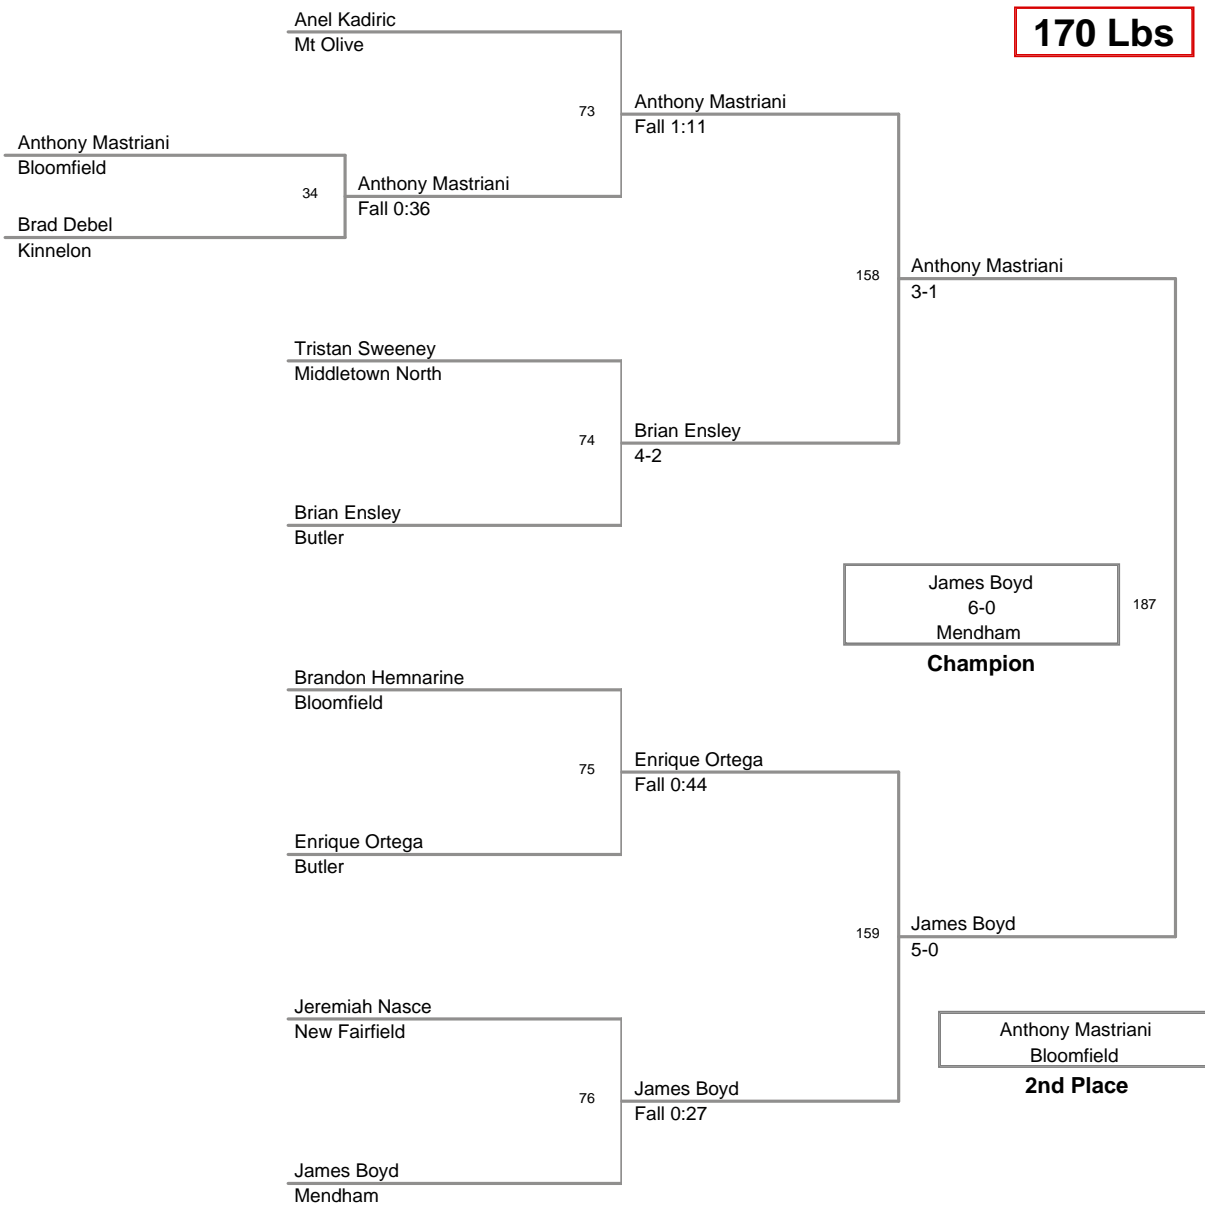 170 Lbs
Anel Kadiric
Mt Olive
73
Anthony Mastriani
Fall 1:11
Anthony Mastriani
Bloomfield
34
Anthony Mastriani
Fall 0:36
Brad Debel
Kinnelon
158
Anthony Mastriani
3-1
Tristan Sweeney
Middletown North
74
Brian Ensley
4-2
Brian Ensley
Butler
James Boyd
6-0
Mendham
187
Champion
Brandon Hemnarine
Bloomfield
75
Enrique Ortega
Fall 0:44
Enrique Ortega
Butler
159
James Boyd
5-0
Jeremiah Nasce
New Fairfield
Anthony Mastriani
Bloomfield
2nd Place
76
James Boyd
Fall 0:27
James Boyd
Mendham